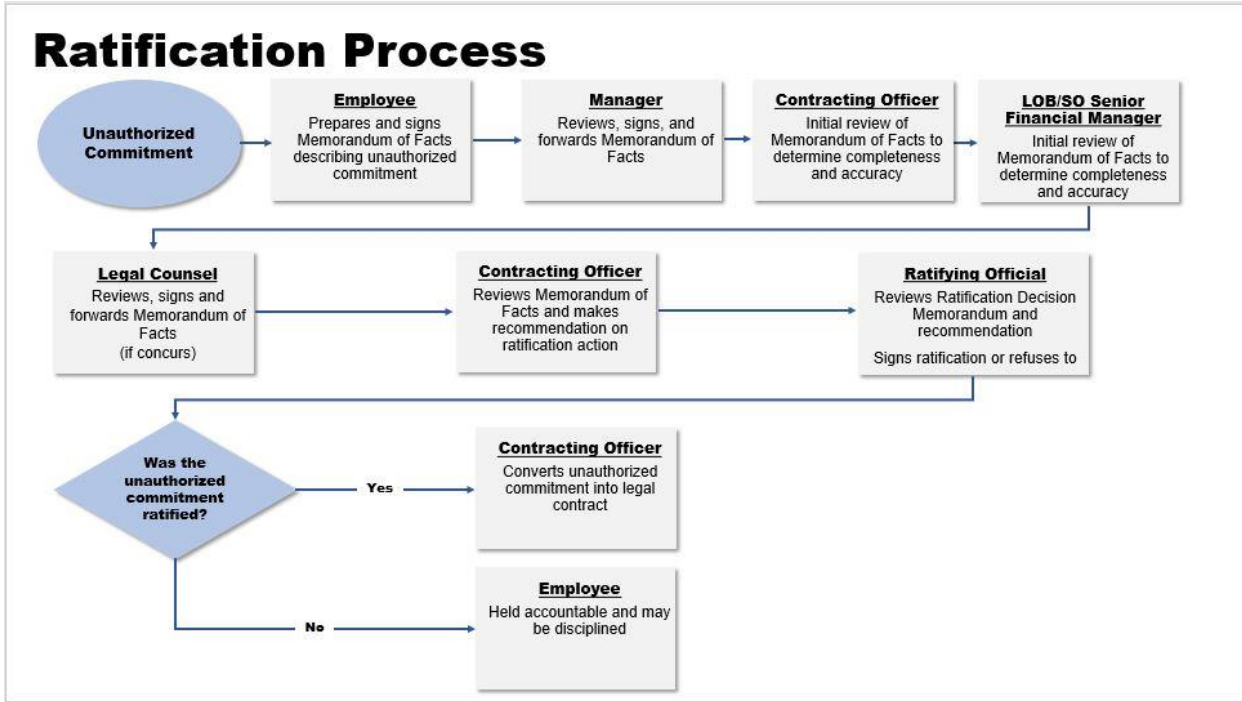 Ratification Process
Unauthorized
Commitment
Employee
Prepares and signs
Memorandum of Facts
describing unauthorized
commitment
Manager
Reviews, signs, and
forwards Memorandum of
Facts
Contracting Officer
Initial review of
Memorandum of Facts to
determine completeness
and accuracy
LOB/SO Senior
Financial Manager
Initial review of
Memorandum of Facts to
determine completeness
and accuracy
Legal Counsel
Reviews, signs and
forwards Memorandum of
Facts
(if concurs)
Contracting Officer
Reviews Memorandum of
Facts and makes
recommendation on
ratification action
Ratifying Official
Reviews Ratification Decision
Memorandum and
recommendation
Signs ratification or refuses to
Was the
unauthorized
commitment
ratified?
Yes
Contracting Officer
Converts unauthorized
commitment into legal
contract
No
Employee
Held accountable and may
be disciplined